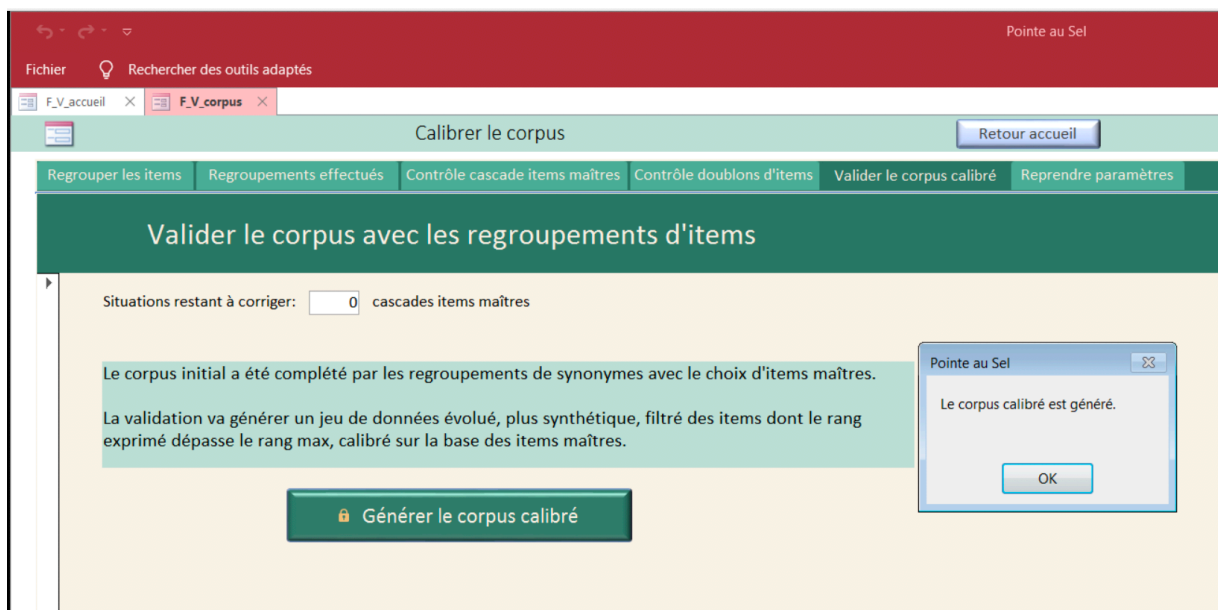 Pointe au Sel
Fichier Rechercher des outils adaptés
F_V_accueil F_V_corpus
Calibrer le corpus Retour accueil
Regrouper les items Regroupements effectués Contrôle cascade items maîtres Contrôle doublons d'items Valider le corpus calibré Reprendre paramètres
Valider le corpus avec les regroupements d'items
Situations restant à corriger: 0 cascades items maîtres
Le corpus initial a été complété par les regroupements de synonymes avec le choix d'items maîtres.
La validation va générer un jeu de données évolué, plus synthétique, filtré des items dont le rang
exprimé dépasse le rang max, calibré sur la base des items maîtres.
Générer le corpus calibré
Pointe au Sel
Le corpus calibré est généré.
OK